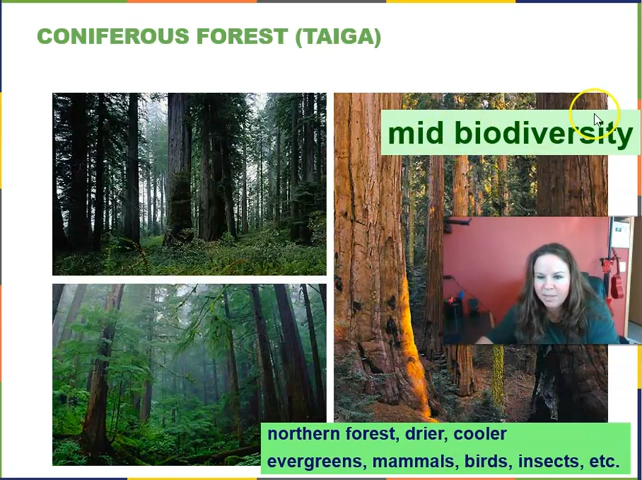 CONIFEROUS FOREST (TAIGA)
mid biodiversity
northern forest, drier, cooler
evergreens, mammals, birds, insects, etc.